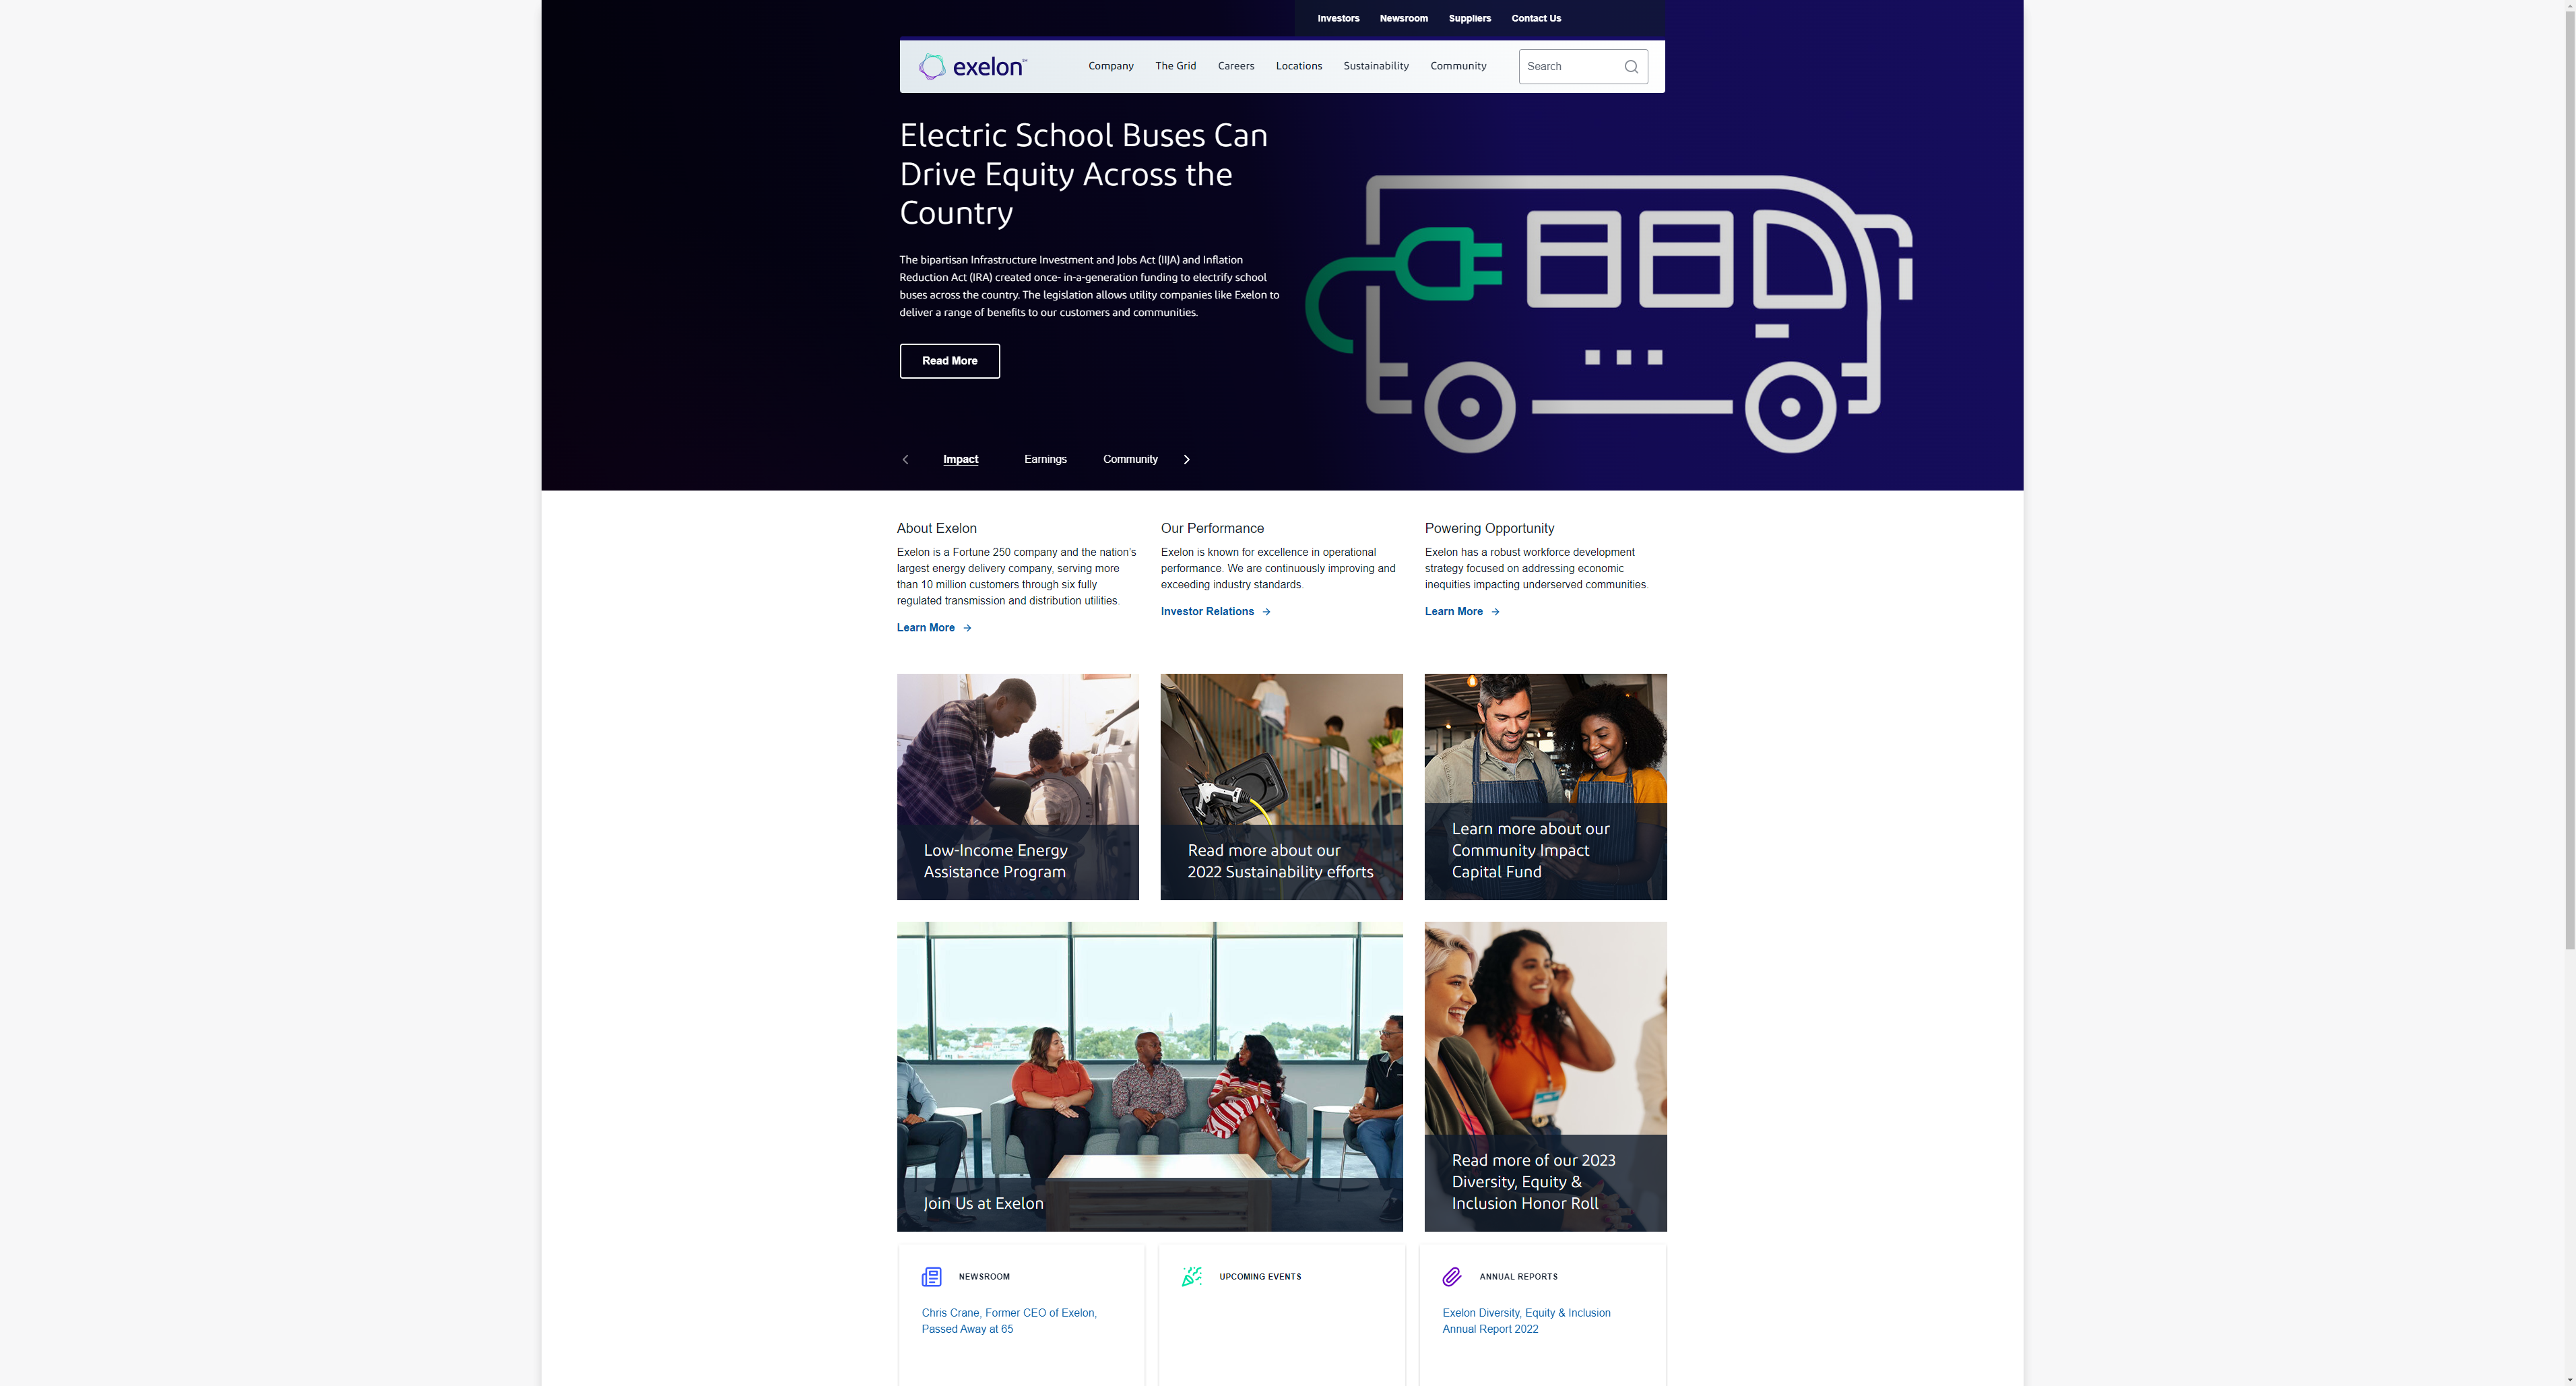 Investors Newsroom Suppliers Contact Us
exelon℠ Company The Grid Careers Locations Sustainability Community Search
Electric School Buses Can
Drive Equity Across the
Country
The bipartisan Infrastructure Investment and Jobs Act (IIJA) and Inflation
Reduction Act (IRA) created once- in-a-generation funding to electrify school
buses across the country. The legislation allows utility companies like Exelon to
deliver a range of benefits to our customers and communities.
Read More
Impact Earnings Community
About Exelon
Exelon is a Fortune 250 company and the nation’s
largest energy delivery company, serving more
than 10 million customers through six fully
regulated transmission and distribution utilities.
Learn More
Our Performance
Exelon is known for excellence in operational
performance. We are continuously improving and
exceeding industry standards.
Investor Relations
Powering Opportunity
Exelon has a robust workforce development
strategy focused on addressing economic
inequities impacting underserved communities.
Learn More
Low-Income Energy
Assistance Program
Read more about our
2022 Sustainability efforts
Learn more about our
Community Impact
Capital Fund
Join Us at Exelon
Read more of our 2023
Diversity, Equity &
Inclusion Honor Roll
NEWSROOM
Chris Crane, Former CEO of Exelon,
Passed Away at 65
UPCOMING EVENTS
ANNUAL REPORTS
Exelon Diversity, Equity & Inclusion
Annual Report 2022